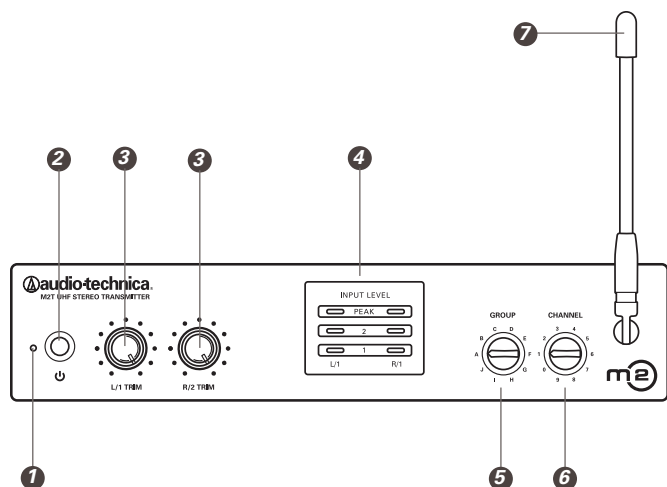 7
2
3
3
4
audio-technica®
M2T UHF STEREO TRANSMITTER
INPUT LEVEL
PEAK
2
1
L/1
R/1
L/1 TRIM
R/2 TRIM
GROUP
A
B
C
D
E
F
G
H
I
J
CHANNEL
1
2
3
4
5
6
7
8
9
0
m2
1
5
6